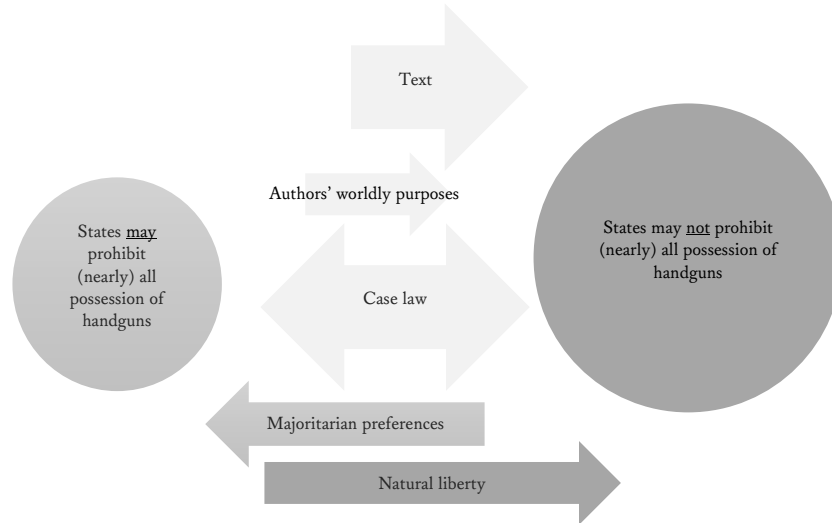 Text
Authors’ worldly purposes
States may
prohibit
(nearly) all
possession of
handguns
States may not prohibit
(nearly) all possession of
handguns
Case law
Majoritarian preferences
Natural liberty